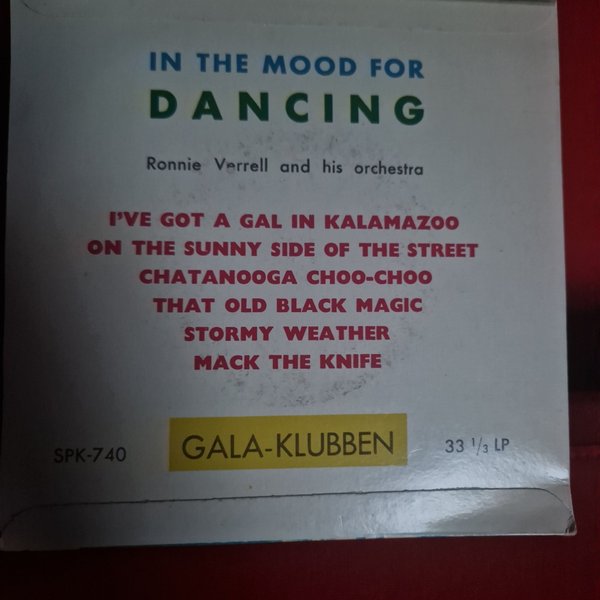 IN THE MOOD FOR
DANCING
Ronnie Verrell and his orchestra
I'VE GOT A GAL IN KALAMAZOO
ON THE SUNNY SIDE OF THE STREET
CHATANOOGA CHOO-CHOO
THAT OLD BLACK MAGIC
STORMY WEATHER
MACK THE KNIFE
SPK-740 GALA-KLUBBEN 33 1/3 LP